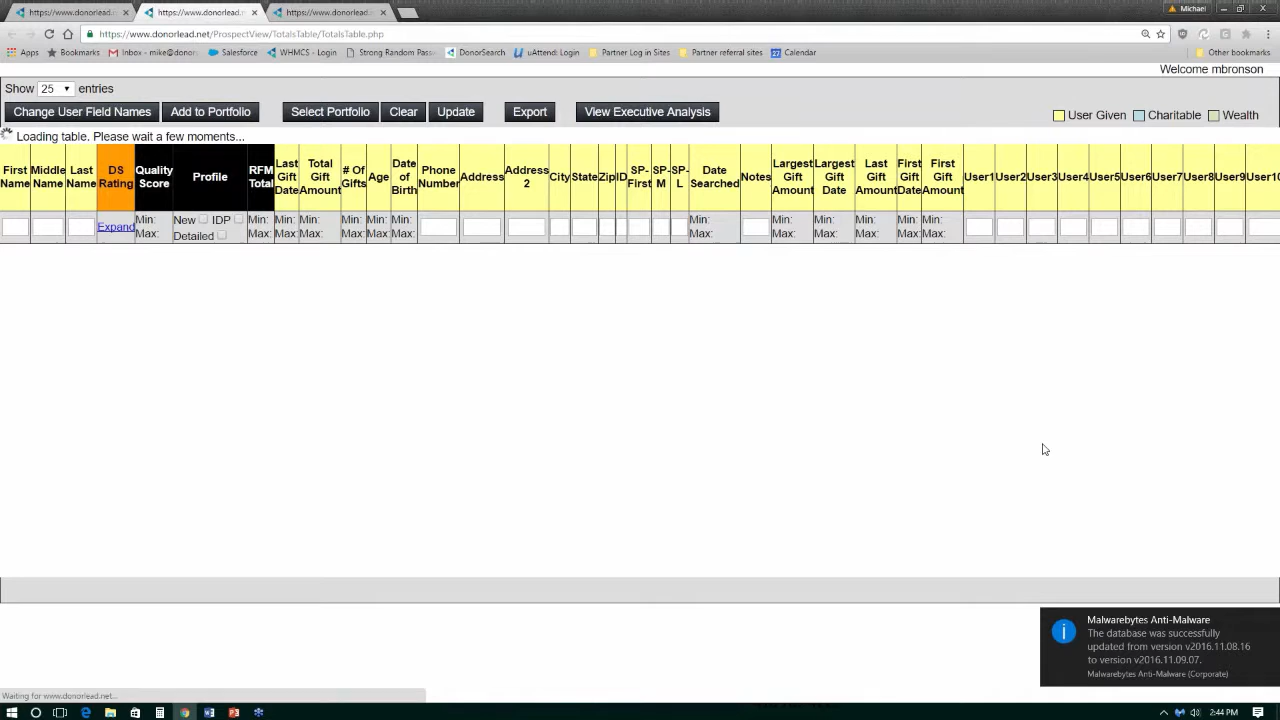 Michael
https://www.donorlead.net https://www.donorlead.net https://www.donorlead.net
https://www.donorlead.net/ProspectView/TotalsTable/TotalsTable.php
Apps Bookmarks Inbox - mike@donor Salesforce WHMCS - Login Strong Random Pass DonorSearch uAttend: Login Partner Log in Sites Partner referral sites Calendar Other bookmarks
Welcome mbronson
Show 25 entries
Change User Field Names Add to Portfolio Select Portfolio Clear Update Export View Executive Analysis User Given Charitable Wealth
Loading table. Please wait a few moments...
First Name Middle Name Last Name DS Rating Quality Score Profile RFM Total Last Gift Date Total Gift Amount # Of Gifts Age Date of Birth Phone Number Address Address 2 City State Zip ID SP-First SP-M SP-L Date Searched Notes Largest Gift Amount Largest Gift Date Last Gift Amount First Gift Date First Gift Amount User1 User2 User3 User4 User5 User6 User7 User8 User9 User10
Expand Min: New IDP Min: Min: Min: Min: Min: Min: Min: Min: Min: Min: Min: Min:
Max: Detailed Max: Max: Max: Max: Max: Max: Max: Max: Max: Max: Max: Max:
Malwarebytes Anti-Malware
The database was successfully
updated from version v2016.11.08.16
to version v2016.11.09.07.
Malwarebytes Anti-Malware (Corporate)
Waiting for www.donorlead.net...
2:44 PM